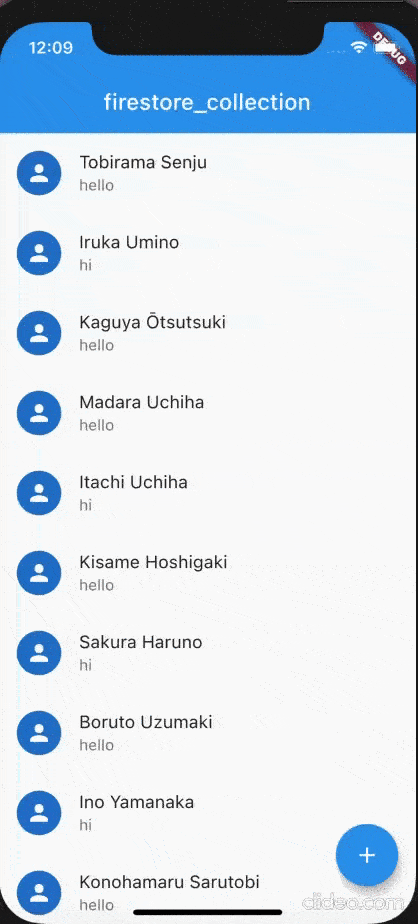 12:09
DEBUG
firestore_collection
Tobirama Senju
hello
Iruka Umino
hi
Kaguya Ōtsutsuki
hello
Madara Uchiha
hello
Itachi Uchiha
hi
Kisame Hoshigaki
hello
Sakura Haruno
hi
Boruto Uzumaki
hello
Ino Yamanaka
hi
Konohamaru Sarutobi
hello
clideo.com